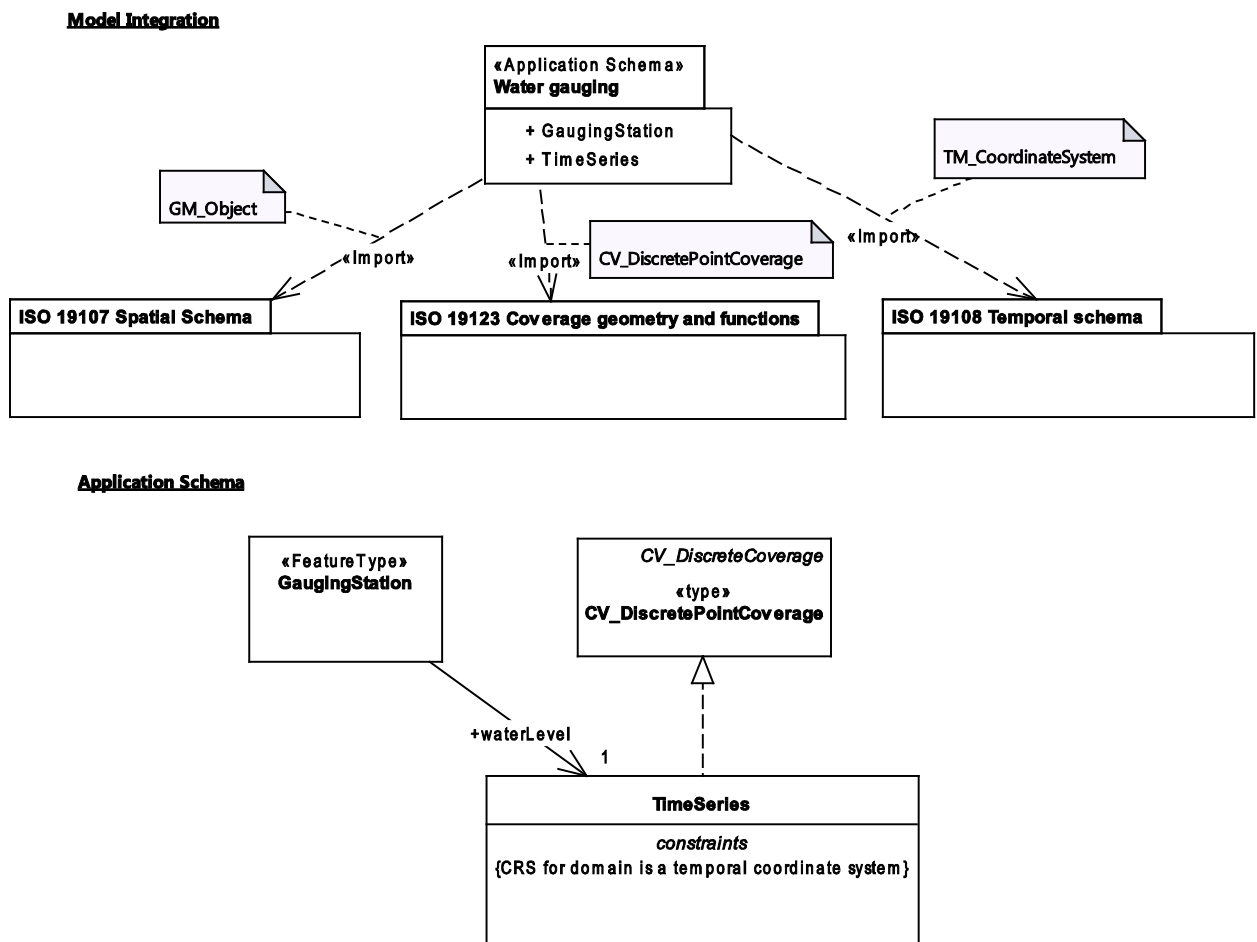 Model Integration
«Application Schema»
Water gauging
+ GaugingStation
+ TimeSeries
TM_CoordinateSystem
GM_Object
«Import»
«Import»
CV_DiscretePointCoverage
«Import»
ISO 19107 Spatial Schema
ISO 19123 Coverage geometry and functions
ISO 19108 Temporal schema
Application Schema
«FeatureType»
GaugingStation
CV_DiscreteCoverage
«type»
CV_DiscretePointCoverage
+waterLevel
1
TimeSeries
constraints
{CRS for domain is a temporal coordinate system}